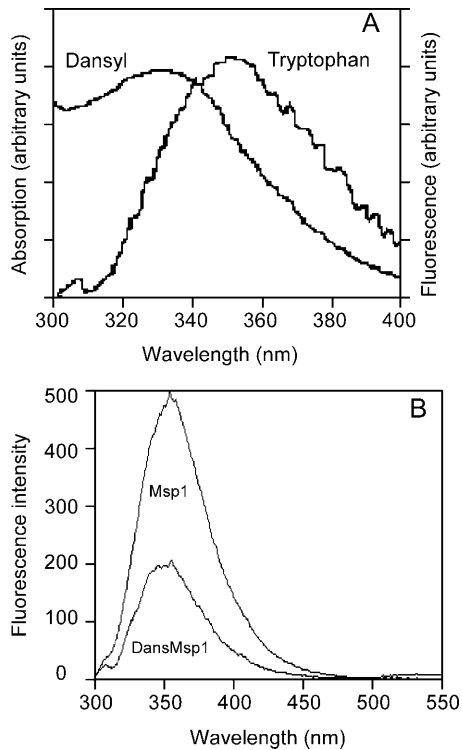 A
Dansyl
Tryptophan
Absorption (arbitrary units)
Fluorescence (arbitrary units)
300 320 340 360 380 400
Wavelength (nm)
B
500
400
300
200
100
0
Fluorescence intensity
Msp1
DansMsp1
300 350 400 450 500 550
Wavelength (nm)